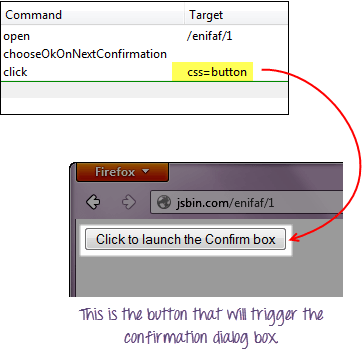 Command Target
open /enifaf/1
chooseOkOnNextConfirmation
click css=button
Firefox
jsbin.com/enifaf/1
Click to launch the Confirm box
This is the button that will trigger the
confirmation dialog box.